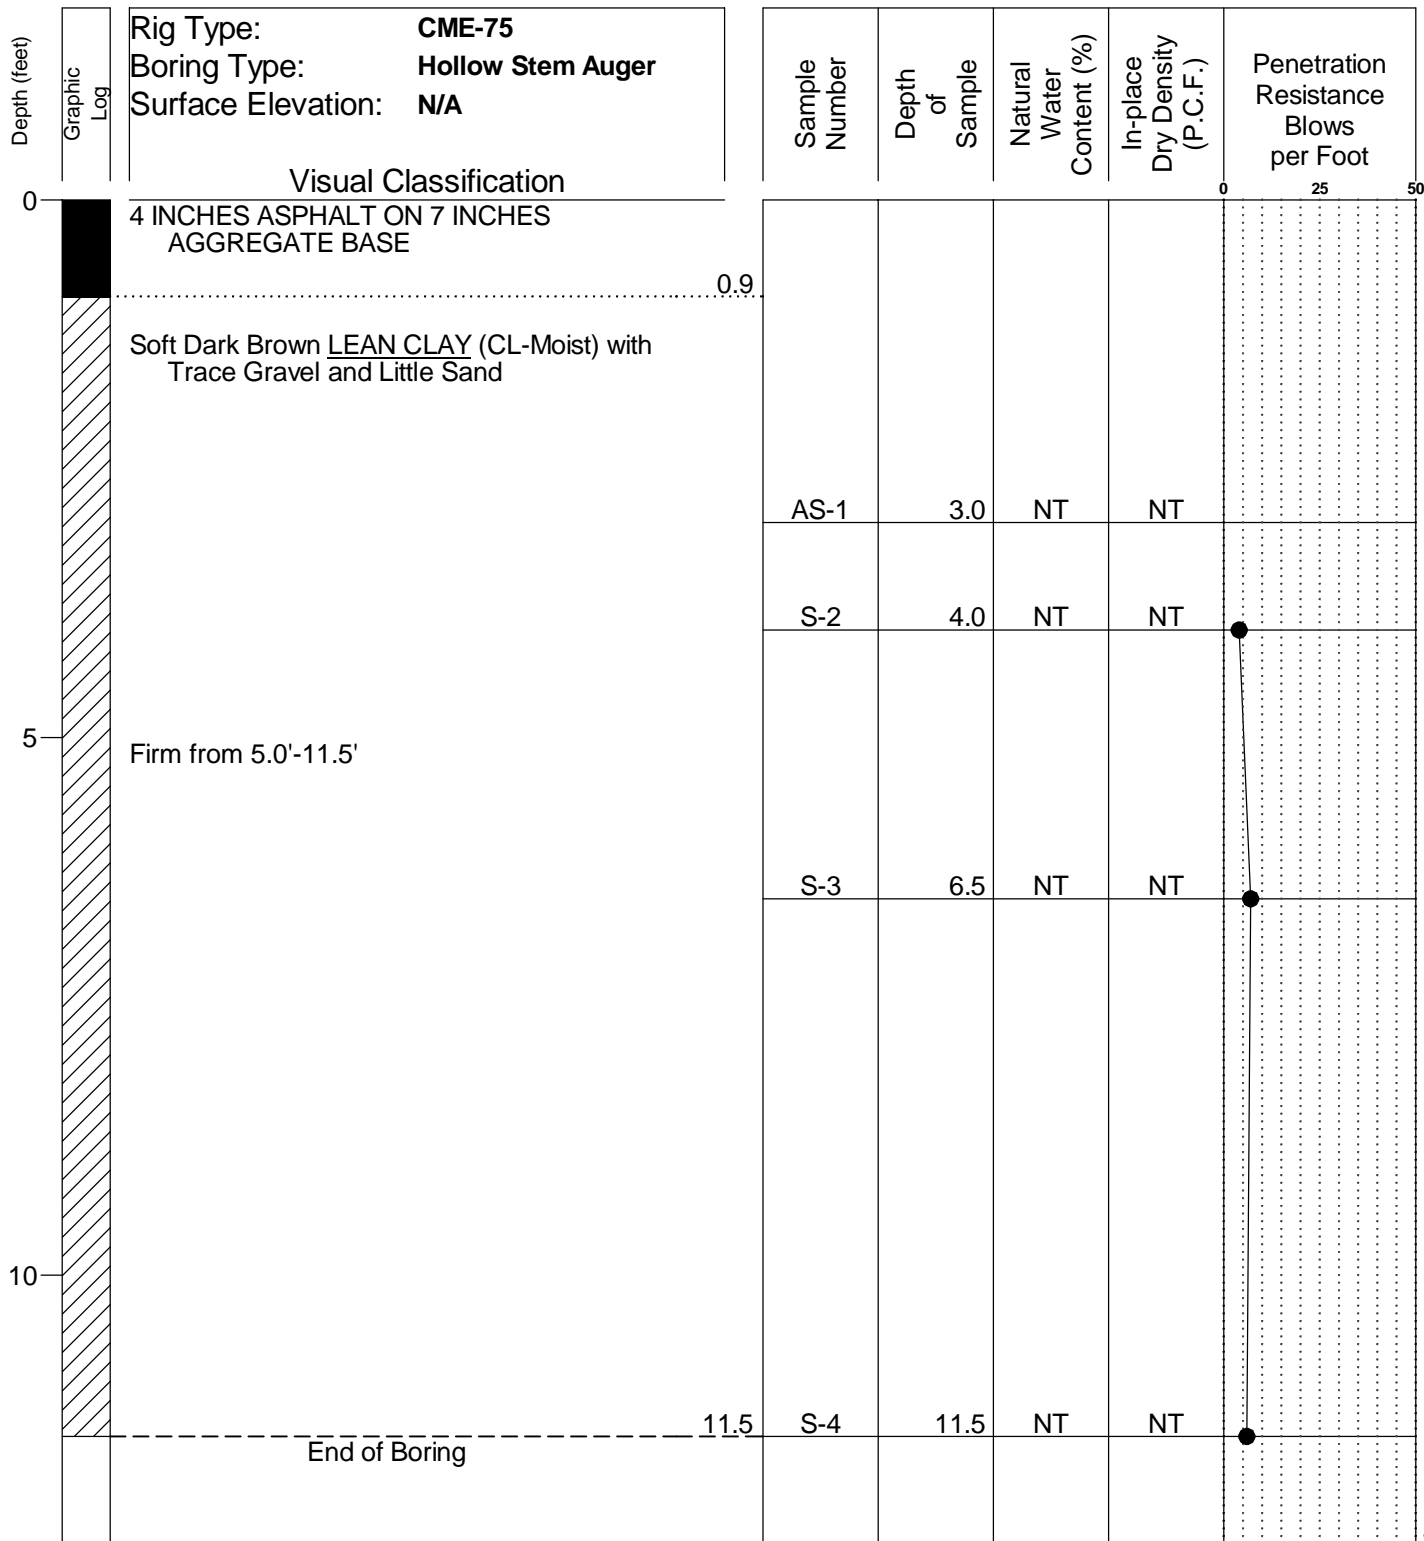 Depth (feet)
Graphic
Log
Rig Type: CME-75
Boring Type: Hollow Stem Auger
Surface Elevation: N/A
Visual Classification
Sample
Number
Depth
of
Sample
Natural
Water
Content (%)
In-place
Dry Density
(P.C.F.)
Penetration
Resistance
Blows
per Foot
0 25 50
0
4 INCHES ASPHALT ON 7 INCHES
AGGREGATE BASE
0.9
Soft Dark Brown LEAN CLAY (CL-Moist) with
Trace Gravel and Little Sand
AS-1 3.0 NT NT
S-2 4.0 NT NT
5
Firm from 5.0'-11.5'
S-3 6.5 NT NT
10
11.5 S-4 11.5 NT NT
End of Boring